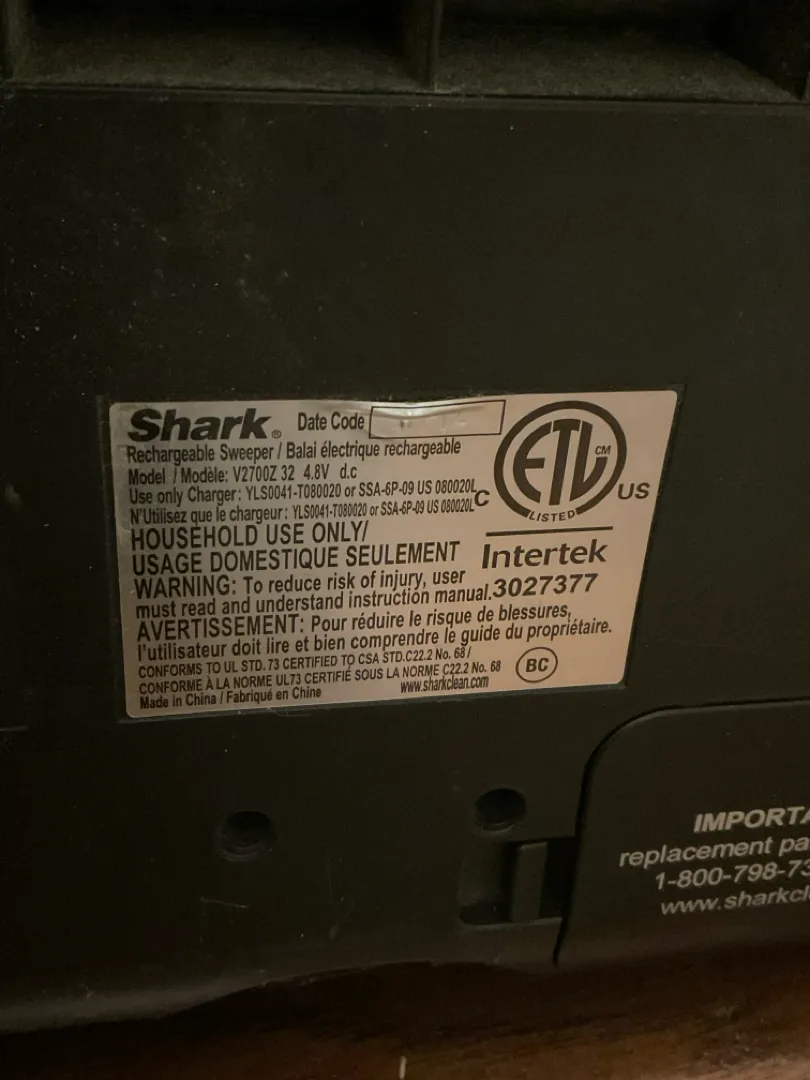 Shark® Date Code
Rechargeable Sweeper / Balai électrique rechargeable
Model / Modèle: V2700Z 32 4.8V d.c
Use only Charger: YLS0041-T080020 or SSA-6P-09 US 080020L
N'Utilisez que le chargeur: YLS0041-T080020 or SSA-6P-09 US 080020L
HOUSEHOLD USE ONLY/
USAGE DOMESTIQUE SEULEMENT
WARNING: To reduce risk of injury, user
must read and understand instruction manual.
AVERTISSEMENT: Pour réduire le risque de blessures,
l'utilisateur doit lire et bien comprendre le guide du propriétaire.
CONFORMS TO UL STD. 73 CERTIFIED TO CSA STD.C22.2 No. 68/
CONFORME À LA NORME UL73 CERTIFIÉ SOUS LA NORME C22.2 No. 68
Made in China / Fabriqué en Chine www.sharkclean.com
C ETL CM US
LISTED
Intertek
3027377
BC
IMPORTA
replacement pa
1-800-798-73
www.sharkcl